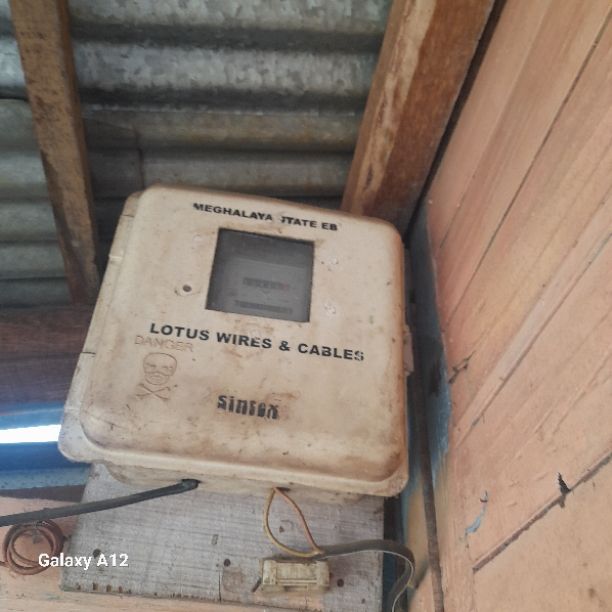 MEGHALAYA STATE EB
LOTUS WIRES & CABLES
DANGER
Sintex
Galaxy A12